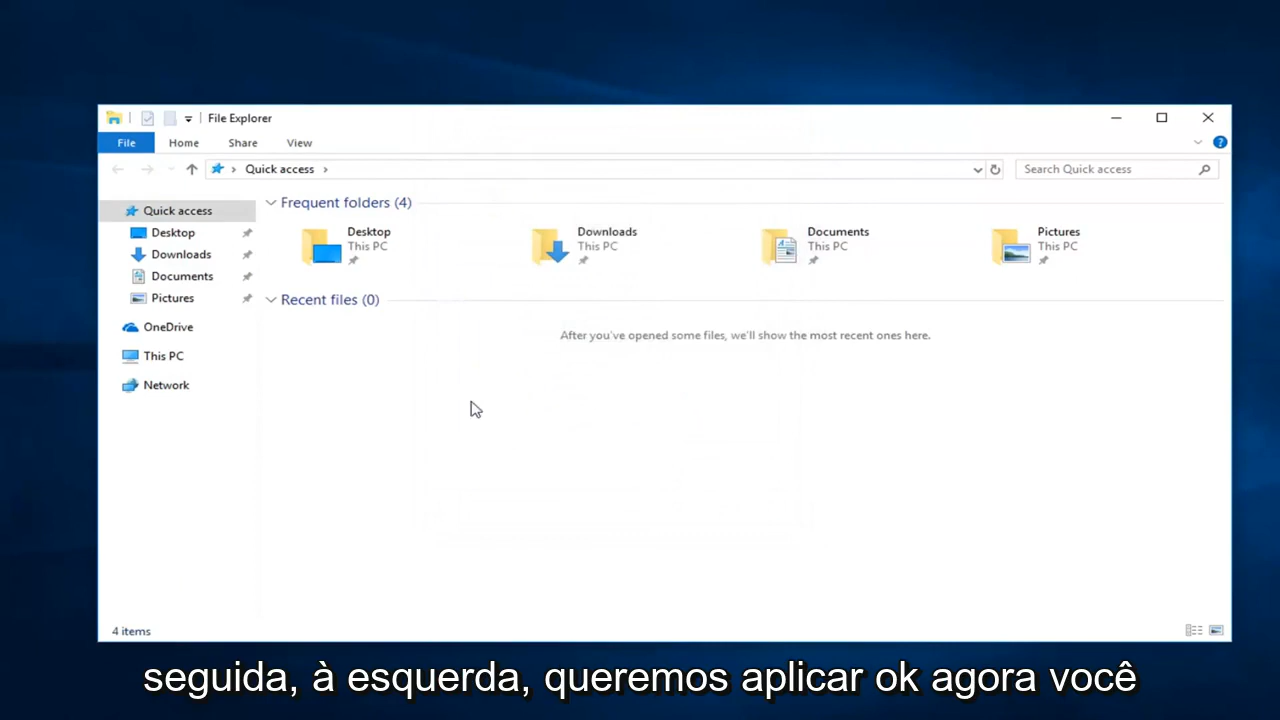 File Explorer
File Home Share View
Quick access
Search Quick access
Quick access
Desktop
Downloads
Documents
Pictures
OneDrive
This PC
Network
Frequent folders (4)
Desktop
This PC
Downloads
This PC
Documents
This PC
Pictures
This PC
Recent files (0)
After you've opened some files, we'll show the most recent ones here.
4 items
seguida, à esquerda, queremos aplicar ok agora você